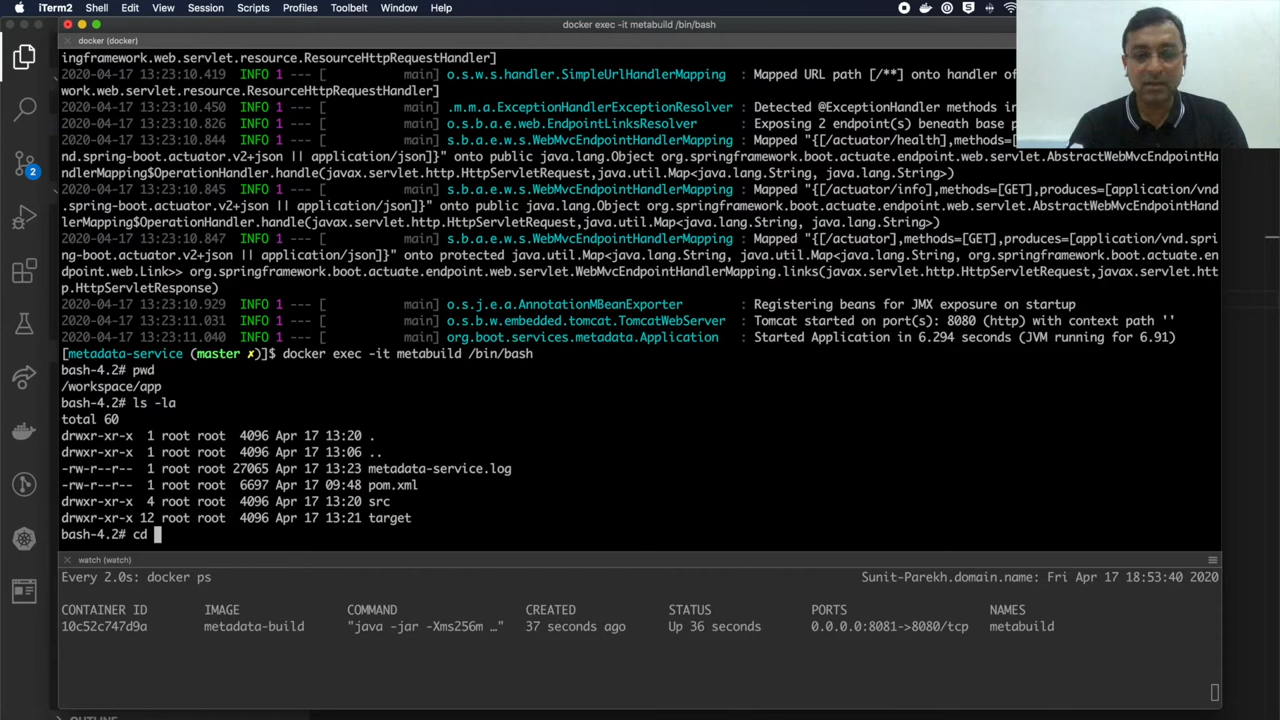 iTerm2 Shell Edit View Session Scripts Profiles Toolbelt Window Help
docker exec -it metabuild /bin/bash
docker (docker)
ingframework.web.servlet.resource.ResourceHttpRequestHandler]
2020-04-17 13:23:10.419 INFO 1 --- [ main] o.s.w.s.handler.SimpleUrlHandlerMapping : Mapped URL path [/**] onto handler of
work.web.servlet.resource.ResourceHttpRequestHandler]
2020-04-17 13:23:10.450 INFO 1 --- [ main] .m.m.a.ExceptionHandlerExceptionResolver : Detected @ExceptionHandler methods in
2020-04-17 13:23:10.826 INFO 1 --- [ main] o.s.b.a.e.web.EndpointLinksResolver : Exposing 2 endpoint(s) beneath base p
2020-04-17 13:23:10.844 INFO 1 --- [ main] s.b.a.e.w.s.WebMvcEndpointHandlerMapping : Mapped "{[/actuator/health],methods=[
nd.spring-boot.actuator.v2+json || application/json]}" onto public java.lang.Object org.springframework.boot.actuate.endpoint.web.servlet.AbstractWebMvcEndpointHa
ndlerMapping$OperationHandler.handle(javax.servlet.http.HttpServletRequest,java.util.Map<java.lang.String, java.lang.String>)
2020-04-17 13:23:10.845 INFO 1 --- [ main] s.b.a.e.w.s.WebMvcEndpointHandlerMapping : Mapped "{[/actuator/info],methods=[GET],produces=[application/vnd
.spring-boot.actuator.v2+json || application/json]}" onto public java.lang.Object org.springframework.boot.actuate.endpoint.web.servlet.AbstractWebMvcEndpointHand
lerMapping$OperationHandler.handle(javax.servlet.http.HttpServletRequest,java.util.Map<java.lang.String, java.lang.String>)
2020-04-17 13:23:10.847 INFO 1 --- [ main] s.b.a.e.w.s.WebMvcEndpointHandlerMapping : Mapped "{[/actuator],methods=[GET],produces=[application/vnd.spri
ng-boot.actuator.v2+json || application/json]}" onto protected java.util.Map<java.lang.String, java.util.Map<java.lang.String, org.springframework.boot.actuate.en
dpoint.web.Link>> org.springframework.boot.actuate.endpoint.web.servlet.WebMvcEndpointHandlerMapping.links(javax.servlet.http.HttpServletRequest,javax.servlet.htt
p.HttpServletResponse)
2020-04-17 13:23:10.929 INFO 1 --- [ main] o.s.j.e.a.AnnotationMBeanExporter : Registering beans for JMX exposure on startup
2020-04-17 13:23:11.031 INFO 1 --- [ main] o.s.b.w.embedded.tomcat.TomcatWebServer : Tomcat started on port(s): 8080 (http) with context path ''
2020-04-17 13:23:11.040 INFO 1 --- [ main] org.boot.services.metadata.Application : Started Application in 6.294 seconds (JVM running for 6.91)
[metadata-service (master ✗)]$ docker exec -it metabuild /bin/bash
bash-4.2# pwd
/workspace/app
bash-4.2# ls -la
total 60
drwxr-xr-x 1 root root 4096 Apr 17 13:20 .
drwxr-xr-x 1 root root 4096 Apr 17 13:06 ..
-rw-r--r-- 1 root root 27065 Apr 17 13:23 metadata-service.log
-rw-r--r-- 1 root root 6697 Apr 17 09:48 pom.xml
drwxr-xr-x 4 root root 4096 Apr 17 13:20 src
drwxr-xr-x 12 root root 4096 Apr 17 13:21 target
bash-4.2# cd
watch (watch)
Every 2.0s: docker ps Sunit-Parekh.domain.name: Fri Apr 17 18:53:40 2020
CONTAINER ID IMAGE COMMAND CREATED STATUS PORTS NAMES
10c52c747d9a metadata-build "java -jar -Xms256m …" 37 seconds ago Up 36 seconds 0.0.0.0:8081->8080/tcp metabuild
2
OUTLINE